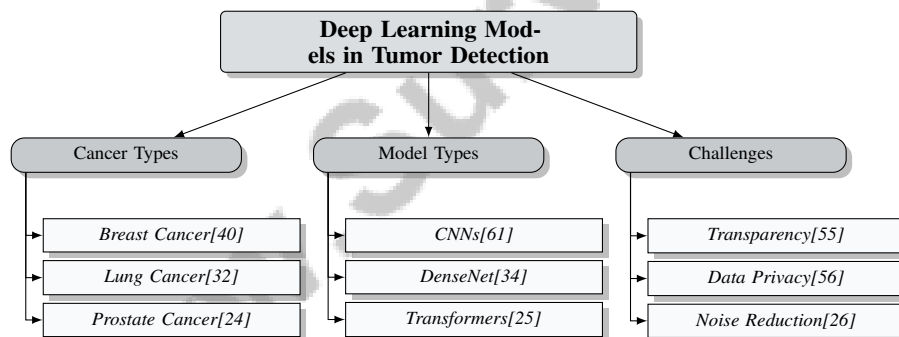 Deep Learning Mod-
els in Tumor Detection
Cancer Types
Model Types
Challenges
Breast Cancer[40]
CNNs[61]
Transparency[55]
Lung Cancer[32]
DenseNet[34]
Data Privacy[56]
Prostate Cancer[24]
Transformers[25]
Noise Reduction[26]